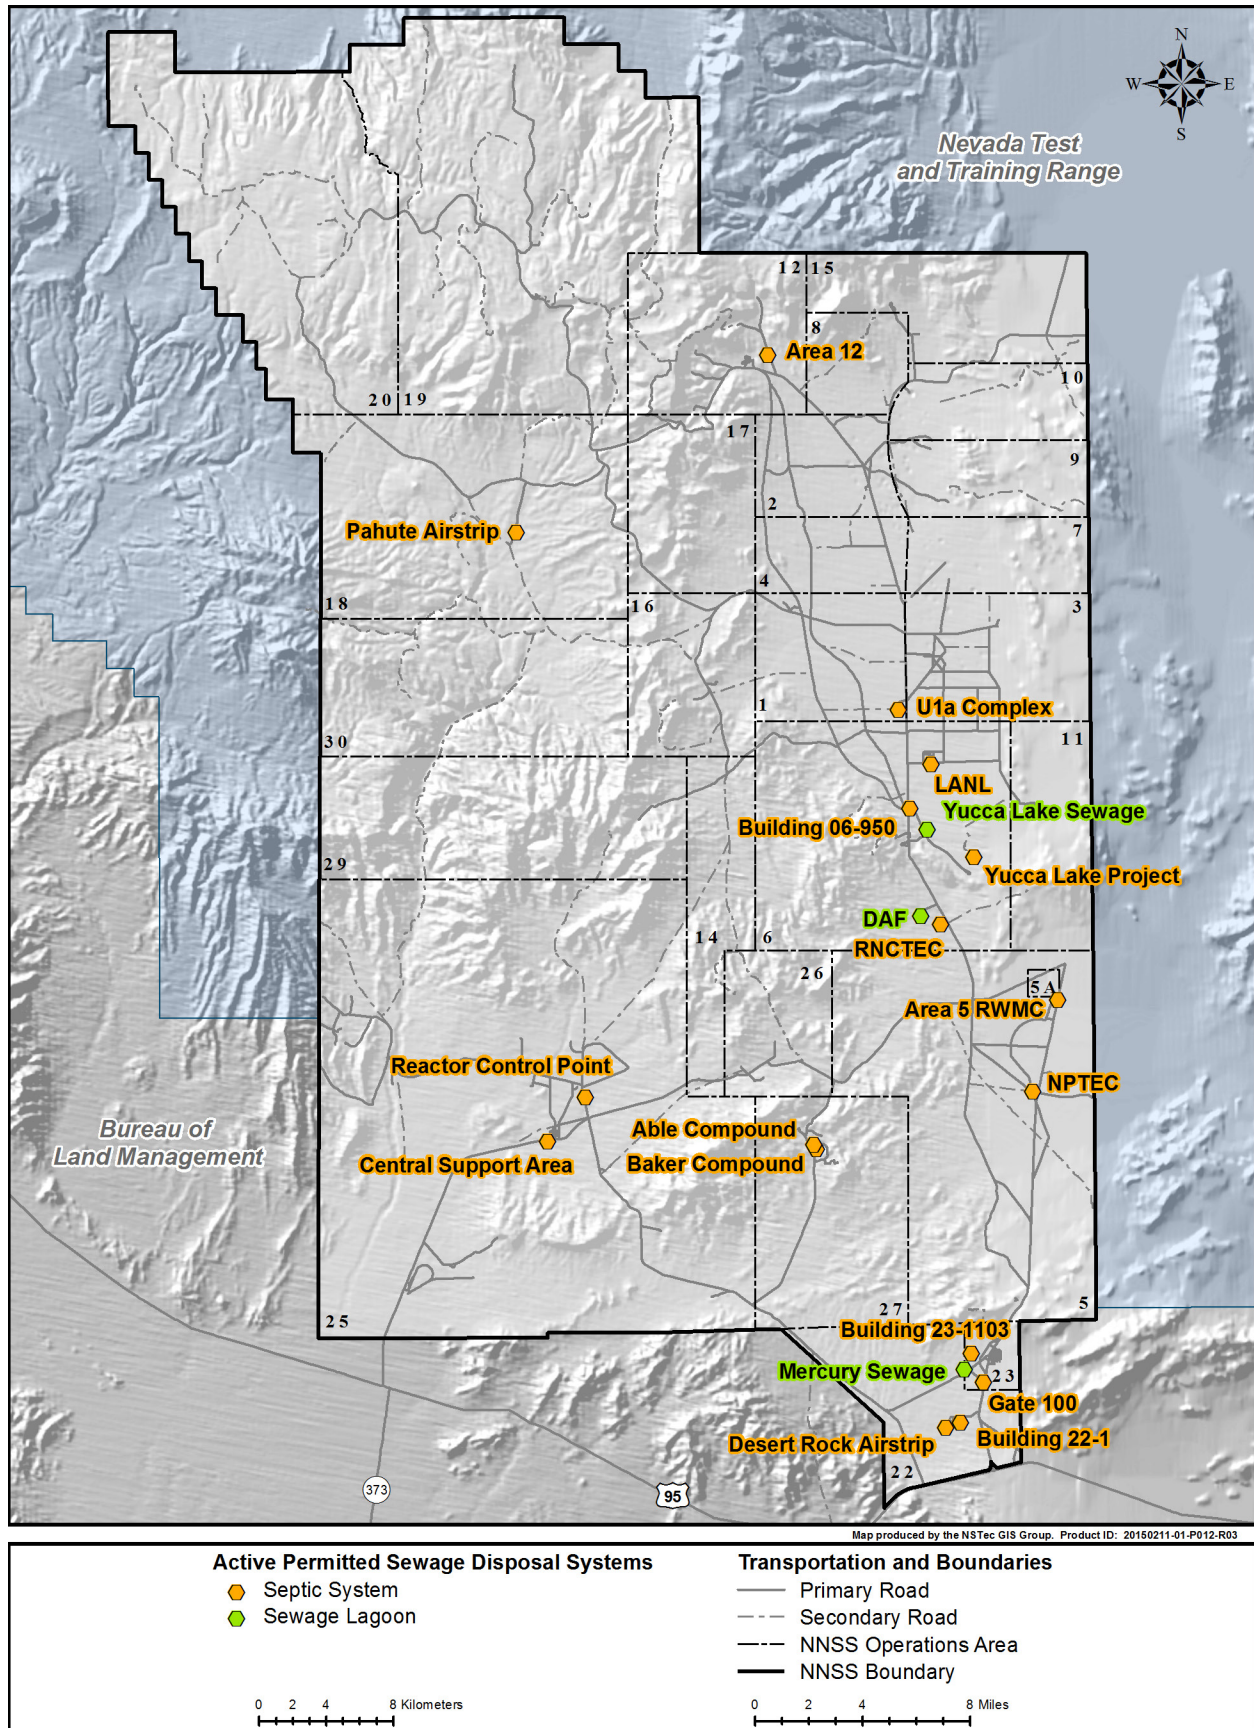 N
W E
S
Nevada Test
and Training Range
12 15
8
Area 12
10
20 19
17
9
2
Pahute Airstrip
7
4
18
16
3
U1a Complex
1
30
11
LANL
Yucca Lake Sewage
Building 06-950
29
Yucca Lake Project
DAF
14
6
RNCTEC
26
5A
Area 5 RWMC
Reactor Control Point
NPTEC
Bureau of
Land Management
Able Compound
Baker Compound
Central Support Area
25
27
5
Building 23-1103
Mercury Sewage
23
Gate 100
Desert Rock Airstrip
Building 22-1
22
373
95
Map produced by the NSTec GIS Group. Product ID: 20150211-01-P012-R03
Active Permitted Sewage Disposal Systems
Septic System
Sewage Lagoon
Transportation and Boundaries
Primary Road
Secondary Road
NNSS Operations Area
NNSS Boundary
0 2 4 8 Kilometers
0 2 4 8 Miles